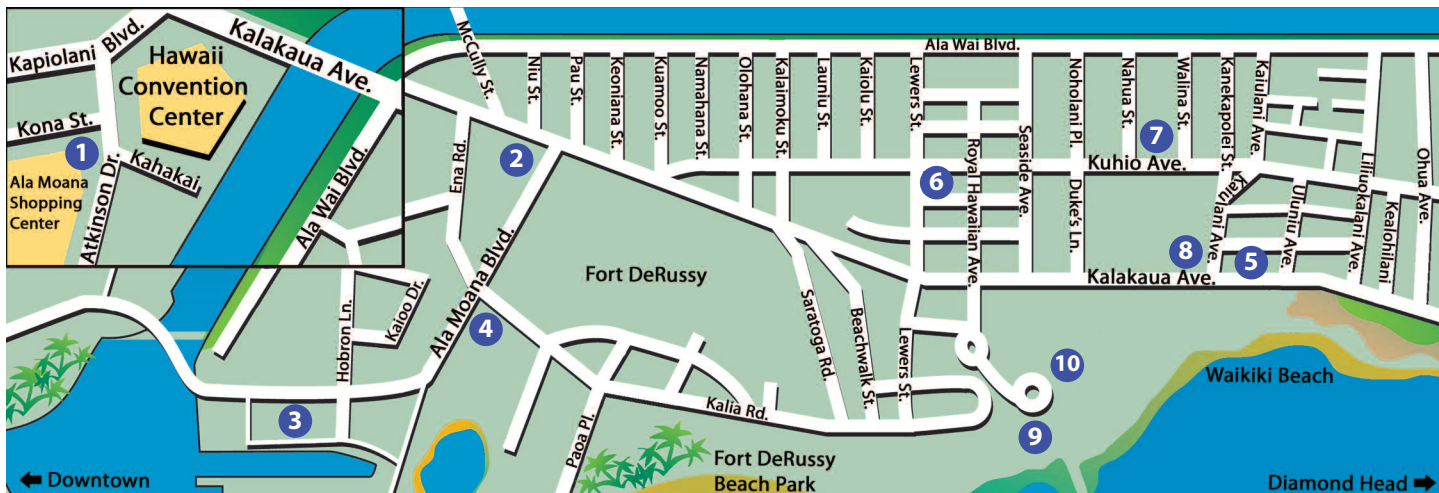 Kapiolani Blvd.
Hawaii
Convention
Center
Kalakaua Ave.
Kona St.
1
Ala Moana
Shopping
Center
Atkinson Dr.
Kahakai
Ala Wai Blvd.
McCully St.
Niu St.
Pau St.
Keoniana St.
Kuamoo St.
Namahana St.
Olohana St.
Kalaimoku St.
Launiu St.
Kaiolu St.
Lewers St.
Ala Wai Blvd.
Seaside Ave.
Royal Hawaiian Ave.
Noholani Pl.
Nahua St.
Walina St.
Kanekapolei St.
Kaiulani Ave.
Liliuokalani Ave.
Ohua Ave.
Kealohilani
Uluniu Ave.
Kaiulani Ave.
Kuhio Ave.
Duke's Ln.
7
2
6
8
5
Kalakaua Ave.
Ena Rd.
Ala Moana Blvd.
Fort DeRussy
Hobron Ln.
Kaioo Dr.
4
Saratoga Rd.
Beachwalk St.
Lewers St.
10
9
Waikiki Beach
3
Kalia Rd.
Paoa Pl.
Fort DeRussy
Beach Park
Downtown
Diamond Head